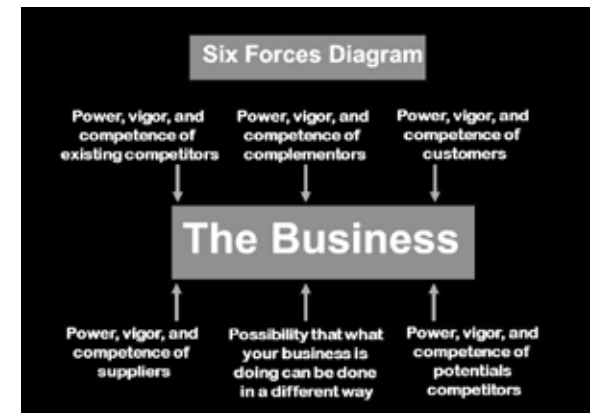 Six Forces Diagram
Power, vigor, and
competence of
existing competitors
Power, vigor, and
competence of
complementors
Power, vigor, and
competence of
customers
The Business
Power, vigor, and
competence of
suppliers
Possibility that what
your business is
doing can be done
in a different way
Power, vigor, and
competence of
potentials
competitors